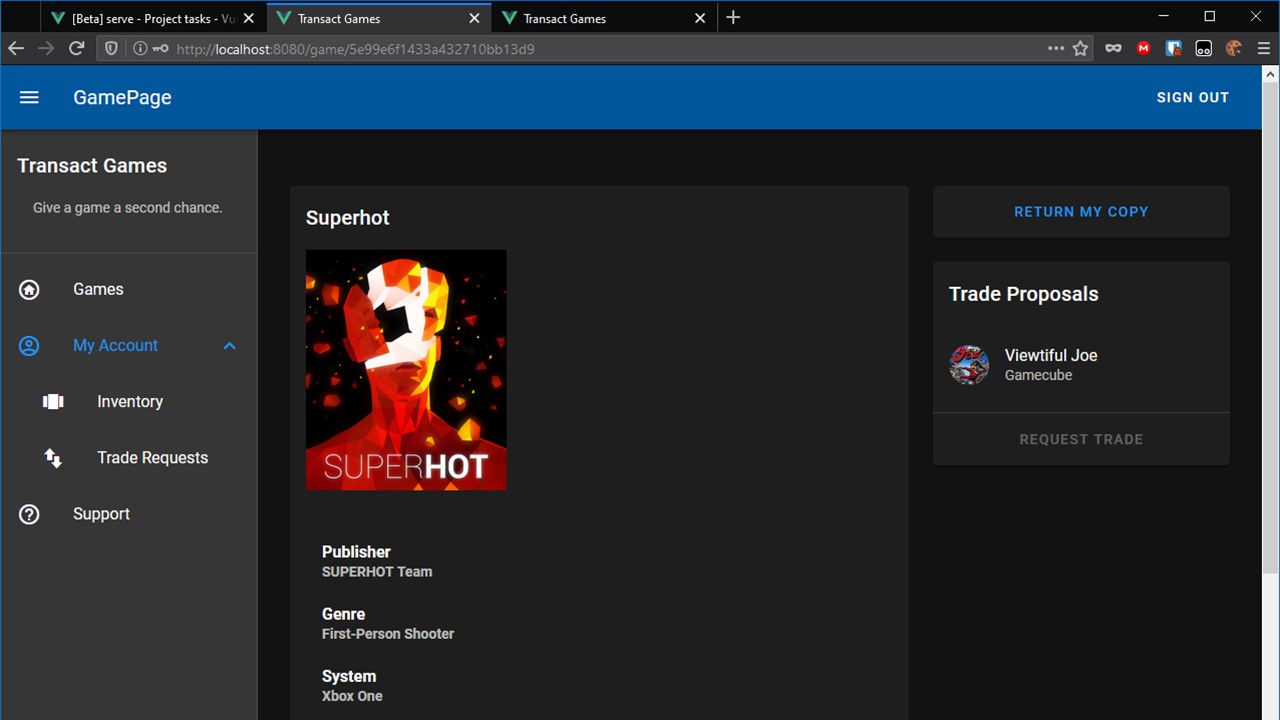 [Beta] serve - Project tasks - Vu
Transact Games
Transact Games
http://localhost:8080/game/5e99e6f1433a432710bb13d9
GamePage
SIGN OUT
Transact Games
Give a game a second chance.
Games
My Account
Inventory
Trade Requests
Support
Superhot
SUPERHOT
Publisher
SUPERHOT Team
Genre
First-Person Shooter
System
Xbox One
RETURN MY COPY
Trade Proposals
Viewtiful Joe
Gamecube
REQUEST TRADE